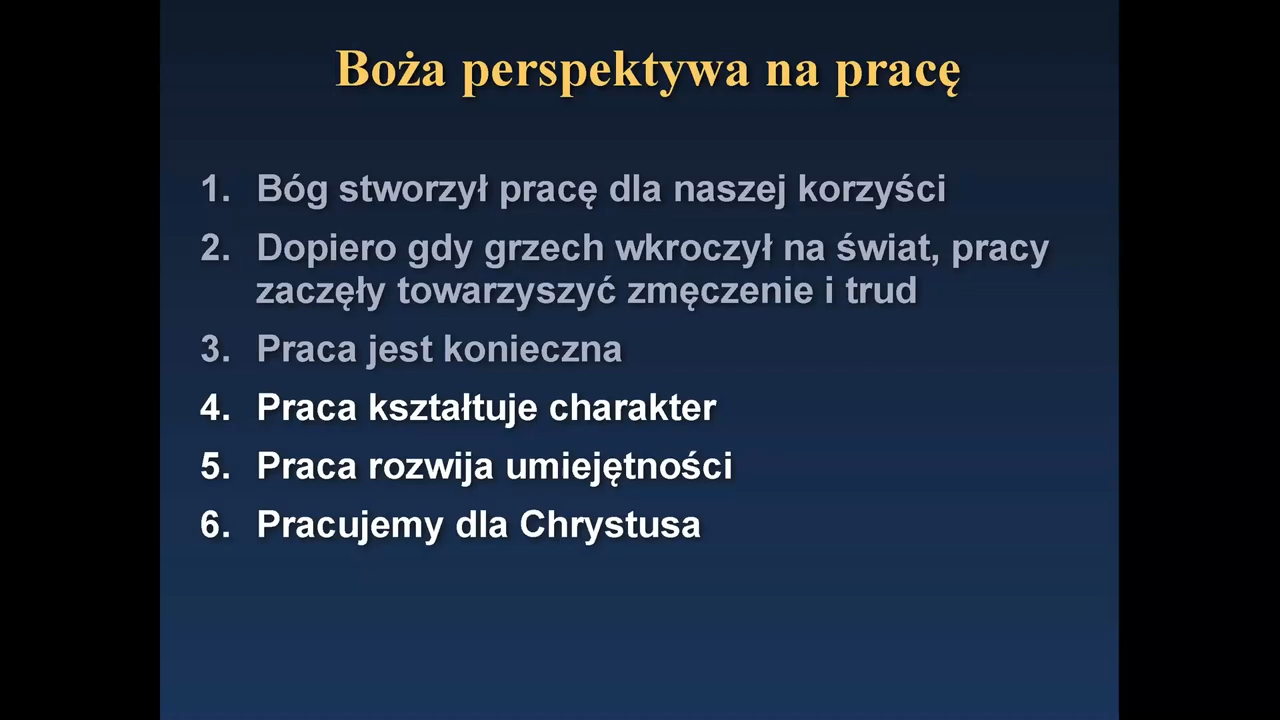 Boża perspektywa na pracę
1. Bóg stworzył pracę dla naszej korzyści
2. Dopiero gdy grzech wkroczył na świat, pracy
zaczęły towarzyszyć zmęczenie i trud
3. Praca jest konieczna
4. Praca kształtuje charakter
5. Praca rozwija umiejętności
6. Pracujemy dla Chrystusa